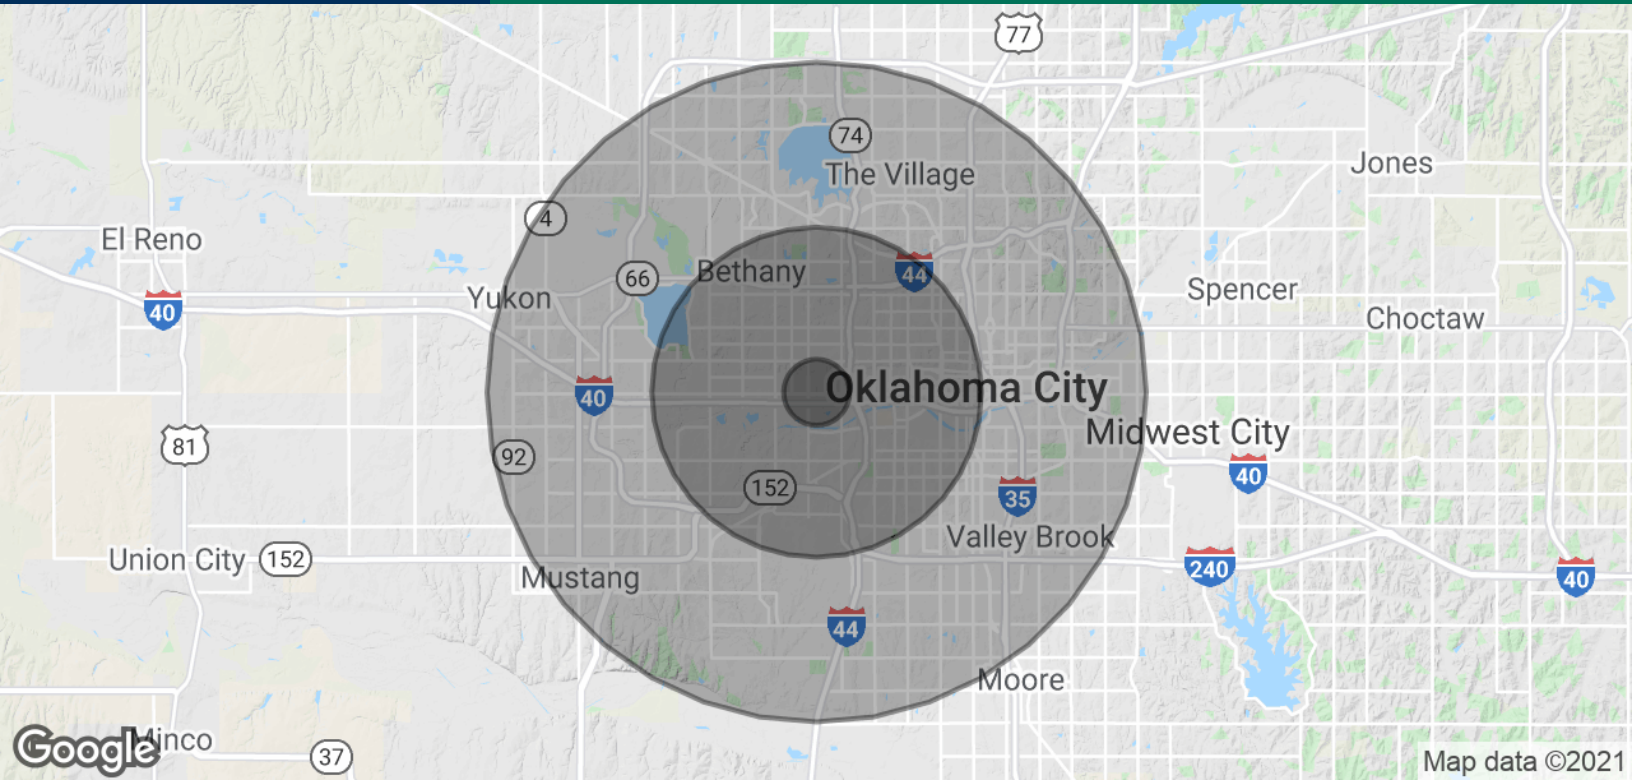 77
74
The Village
Jones
4
El Reno
66
Bethany
44
Yukon
Spencer
40
Choctaw
40
Oklahoma City
Midwest City
81
92
152
40
35
Valley Brook
Union City
152
240
Mustang
40
44
Moore
Minco
Google
37
Map data ©2021